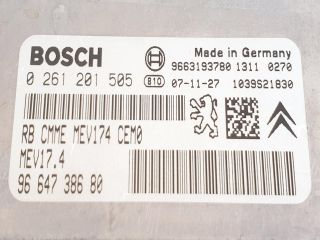 BOSCH
Made in Germany
9663193780 1311 0270
0 261 201 505
810
07-11-27
1039S21830
RB CMME MEV174 CEM0
MEV17.4
96 647 386 80